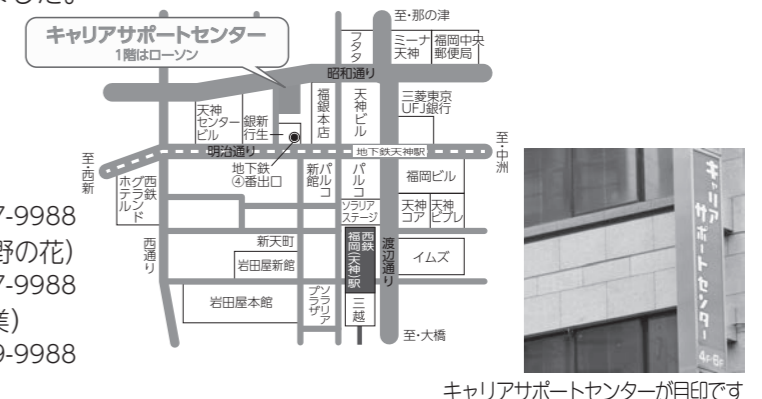 ました。
キャリアサポートセンター
1階はローソン
至・那の津
フタタ
ミーナ
天神
福岡中央
郵便局
昭和通り
天神
センター
ビル
新生
銀行
福銀本店
天神ビル
三菱東京
UFJ銀行
明治通り
地下鉄天神駅
至・中洲
至・西新
西鉄
グランド
ホテル
地下鉄
④番出口
パルコ
新館
パルコ
福岡ビル
ソラリア
ステージ
天神
コア
天神
ビブレ
西通り
新天町
岩田屋新館
西鉄
福岡(天神)駅
渡辺通り
イムズ
岩田屋本館
ソラリア
プラザ
三越
至・大橋
7-9988
野の花)
7-9988
業)
9-9988
キャリアサポートセンター
4F・6F
キャリアサポートセンターが目印です